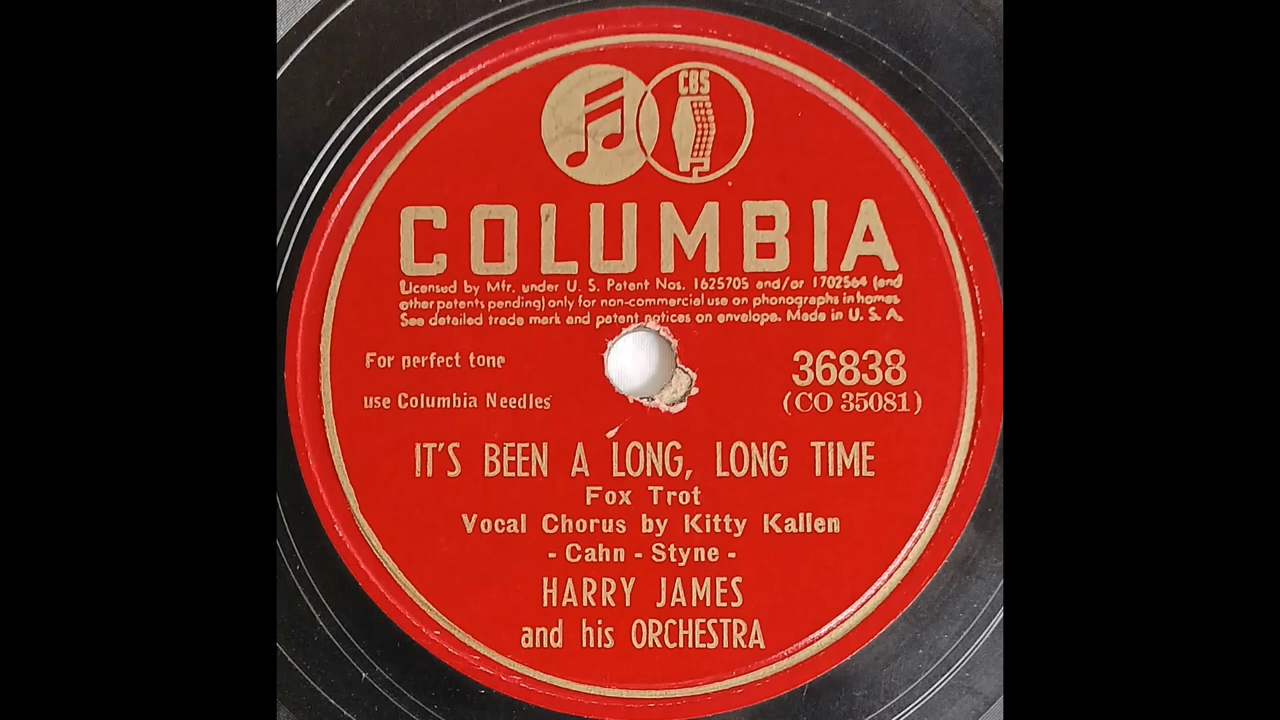 CBS
COLUMBIA
Licensed by Mfr. under U. S. Patent Nos. 1625705 and/or 1702564 (and
other patents pending) only for non-commercial use on phonographs in homes.
See detailed trade mark and patent notices on envelope. Made in U. S. A.
For perfect tone
use Columbia Needles
36838
(CO 35081)
IT'S BEEN A LONG, LONG TIME
Fox Trot
Vocal Chorus by Kitty Kallen
- Cahn - Styne -
HARRY JAMES
and his ORCHESTRA